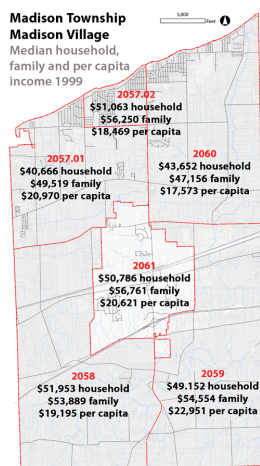 Madison Township
Madison Village
Median household,
family and per capita
income 1999
5,000
Feet
2057.02
$51,063 household
$56,250 family
$18,469 per capita
2057.01
$40,666 household
$49,519 family
$20,970 per capita
2060
$43,652 household
$47,156 family
$17,573 per capita
2061
$50,786 household
$56,761 family
$20,621 per capita
2058
$51,953 household
$53,889 family
$19,195 per capita
2059
$49.152 household
$54,554 family
$22,951 per capita